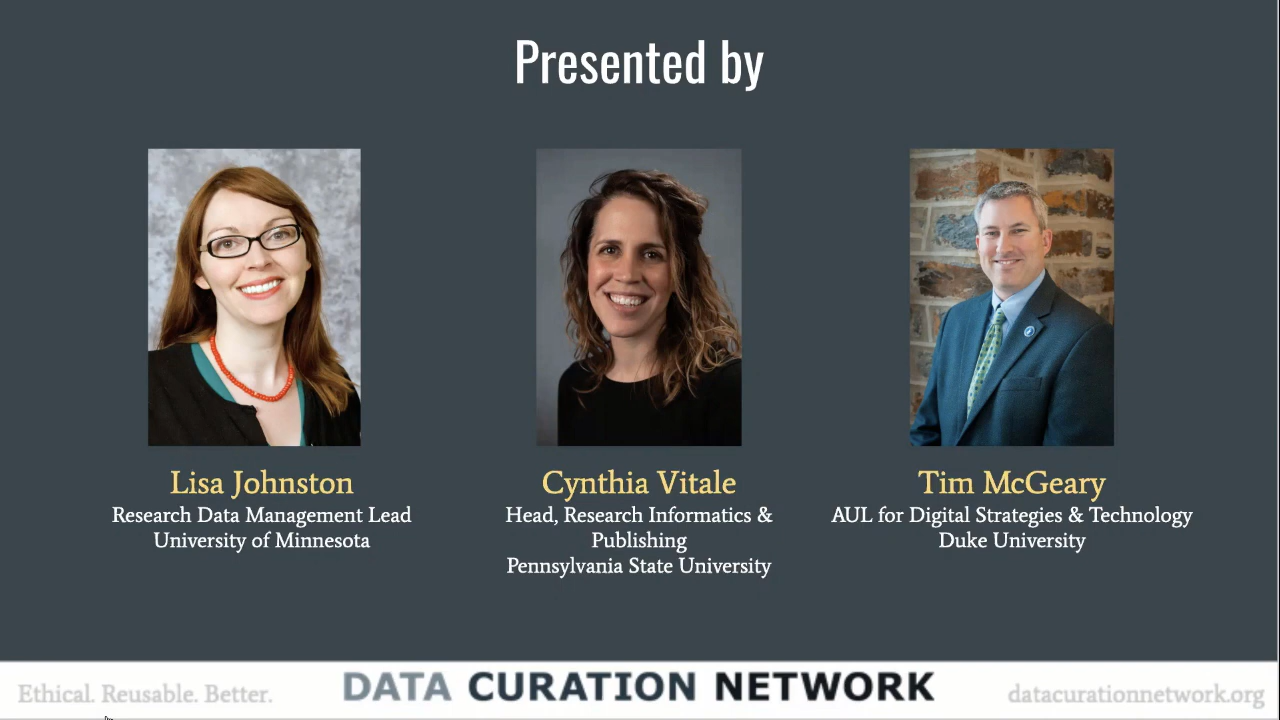 Presented by
Lisa Johnston
Research Data Management Lead
University of Minnesota
Cynthia Vitale
Head, Research Informatics &
Publishing
Pennsylvania State University
Tim McGeary
AUL for Digital Strategies & Technology
Duke University
Ethical. Reusable. Better.
DATA CURATION NETWORK
datacurationnetwork.org